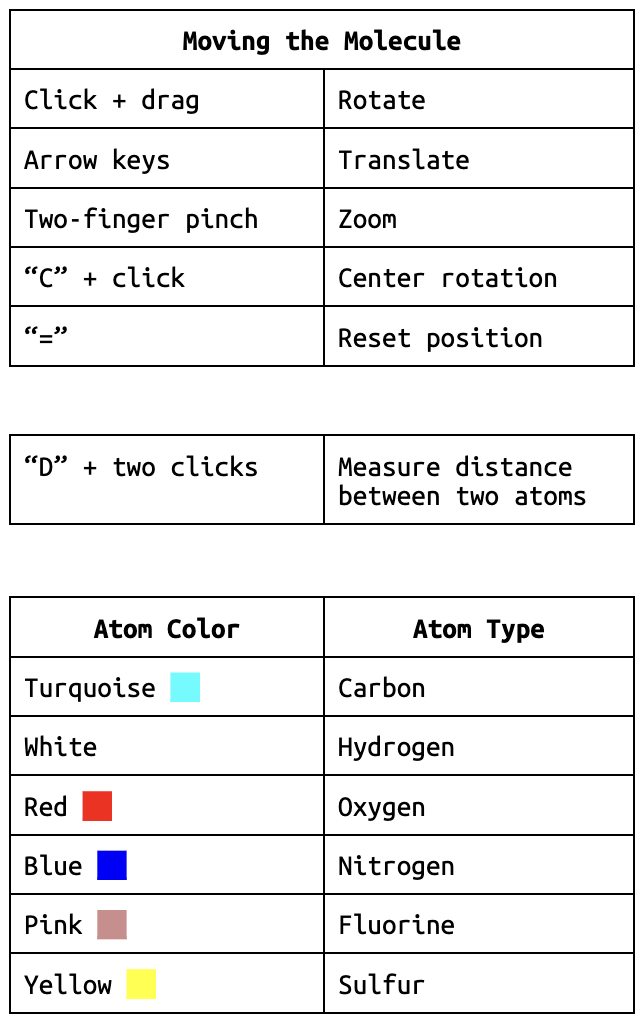 Moving the Molecule
Click + drag Rotate
Arrow keys Translate
Two-finger pinch Zoom
“C” + click Center rotation
“=” Reset position
“D” + two clicks Measure distance
between two atoms
Atom Color Atom Type
Turquoise Carbon
White Hydrogen
Red Oxygen
Blue Nitrogen
Pink Fluorine
Yellow Sulfur